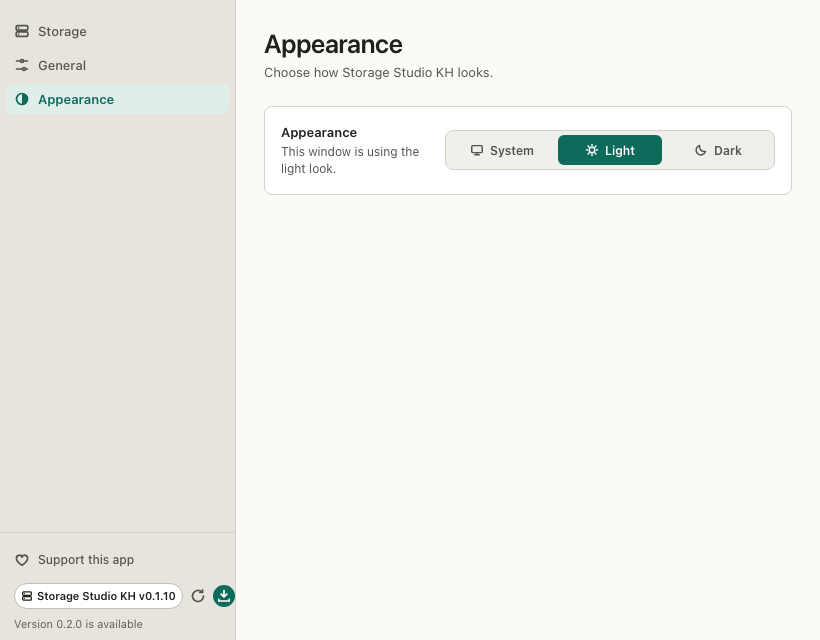 Storage
General
Appearance
Appearance
Choose how Storage Studio KH looks.
Appearance
This window is using the
light look.
System
Light
Dark
Support this app
Storage Studio KH v0.1.10
Version 0.2.0 is available